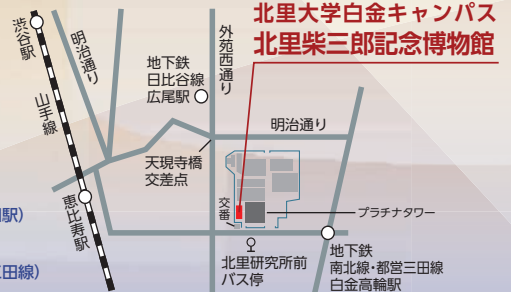 北里大学白金キャンパス
北里柴三郎記念博物館
渋谷駅
明治通り
外苑西通り
地下鉄
日比谷線
広尾駅
山手線
明治通り
天現寺橋
交差点
恵比寿駅
交番
プラチナタワー
駅）
北里研究所前
バス停
地下鉄
南北線・都営三田線
白金高輪駅
田線）